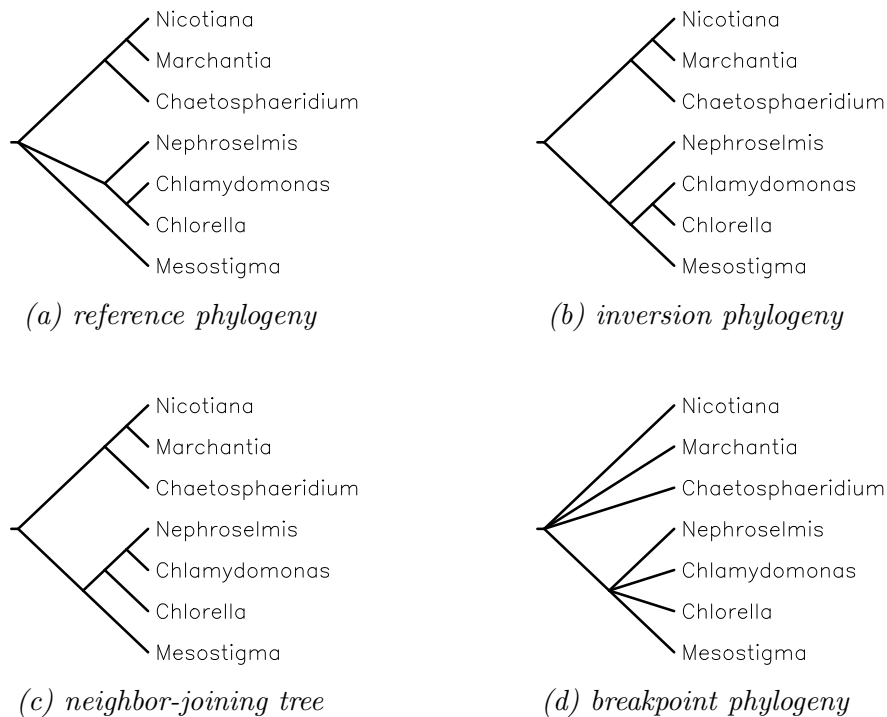 Nicotiana
Marchantia
Chaetosphaeridium
Nephroselmis
Chlamydomonas
Chlorella
Mesostigma
(a) reference phylogeny
Nicotiana
Marchantia
Chaetosphaeridium
Nephroselmis
Chlamydomonas
Chlorella
Mesostigma
(b) inversion phylogeny
Nicotiana
Marchantia
Chaetosphaeridium
Nephroselmis
Chlamydomonas
Chlorella
Mesostigma
(c) neighbor-joining tree
Nicotiana
Marchantia
Chaetosphaeridium
Nephroselmis
Chlamydomonas
Chlorella
Mesostigma
(d) breakpoint phylogeny